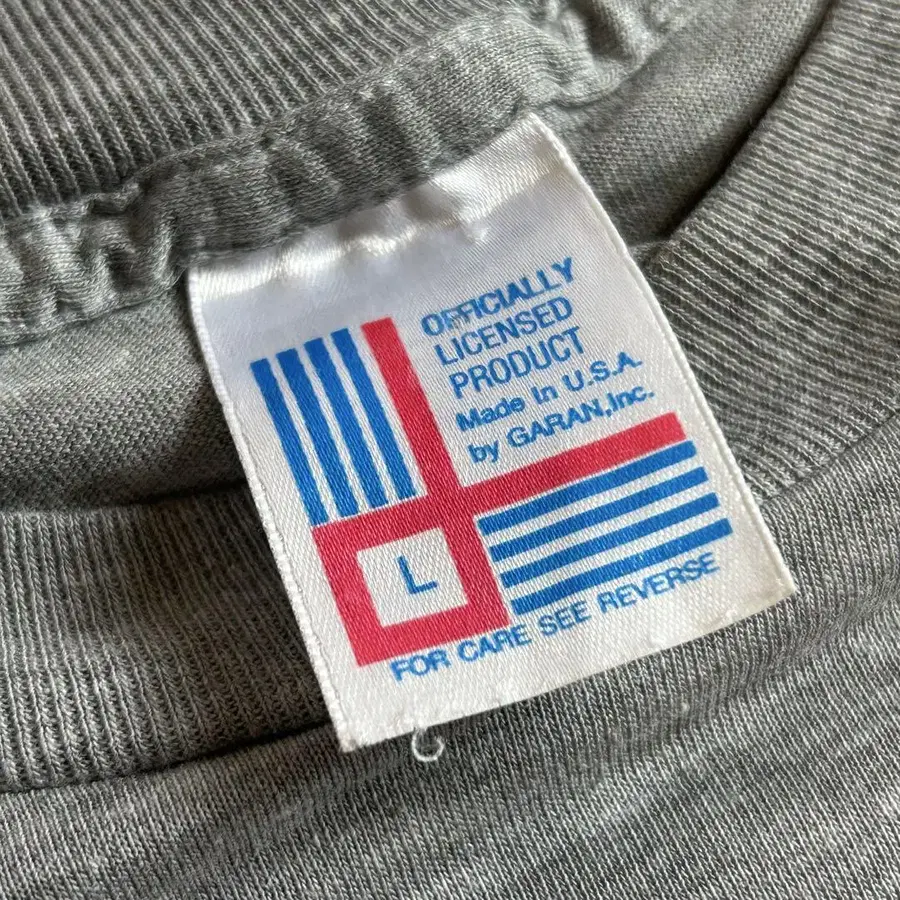 OFFICIALLY
LICENSED
PRODUCT
Made In U.S.A.
by GARAN,Inc.
L
FOR CARE SEE REVERSE